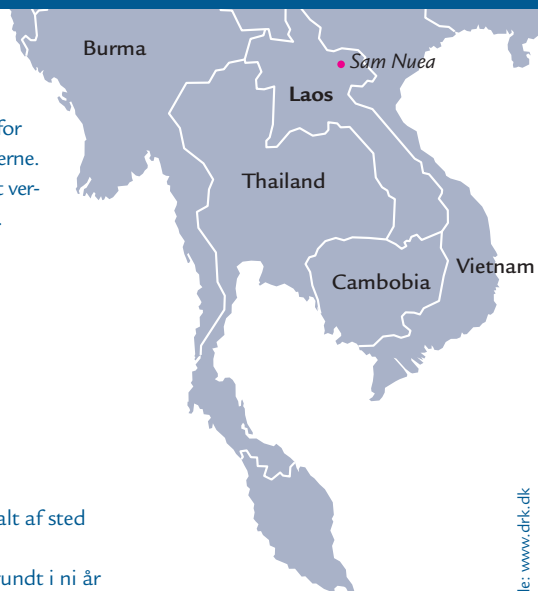 Burma
Sam Nuea
Laos
for
erne.
t ver-
Thailand
Vietnam
Cambobia
alt af sted
undt i ni år
le: www.drk.dk